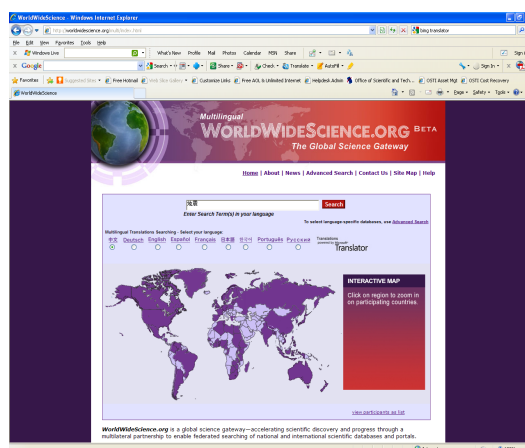 WorldWideScience - Windows Internet Explorer
http://worldwidescience.org/multi/index.html
bing translator
File Edit View Favorites Tools Help
Windows Live What's New Profile Mail Photos Calendar MSN Share
Google Search Share Check Translate AutoFill Sign In
Favorites Suggested Sites Free Hotmail Web Slice Gallery Customize Links Free AOL & Unlimited Internet Helpdesk Admin Office of Scientific and Tech... OSTI Asset Mgt OSTI Cost Recovery
WorldWideScience Page Safety Tools
Multilingual
WORLDWIDESCIENCE.ORG BETA
The Global Science Gateway
Home | About | News | Advanced Search | Contact Us | Site Map | Help
地震 Search
Enter Search Term(s) in your language
To select language-specific databases, use Advanced Search
Multilingual Translations Searching - Select your language:
中文 Deutsch English Español Français 日本語 한국어 Português Русский
Translations
powered by Microsoft®
Translator
INTERACTIVE MAP
Click on region to zoom in
on participating countries.
view participants as list
WorldWideScience.org is a global science gateway—accelerating scientific discovery and progress through a
multilateral partnership to enable federated searching of national and international scientific databases and portals.